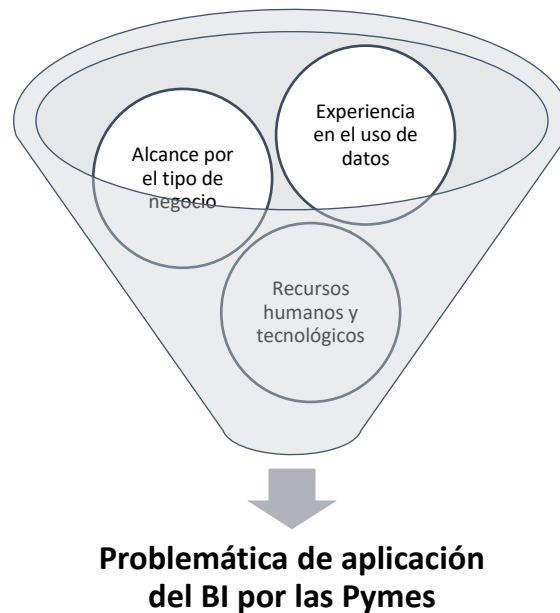 Experiencia
en el uso de
datos
Alcance por
el tipo de
negocio
Recursos
humanos y
tecnológicos
Problemática de aplicación
del BI por las Pymes